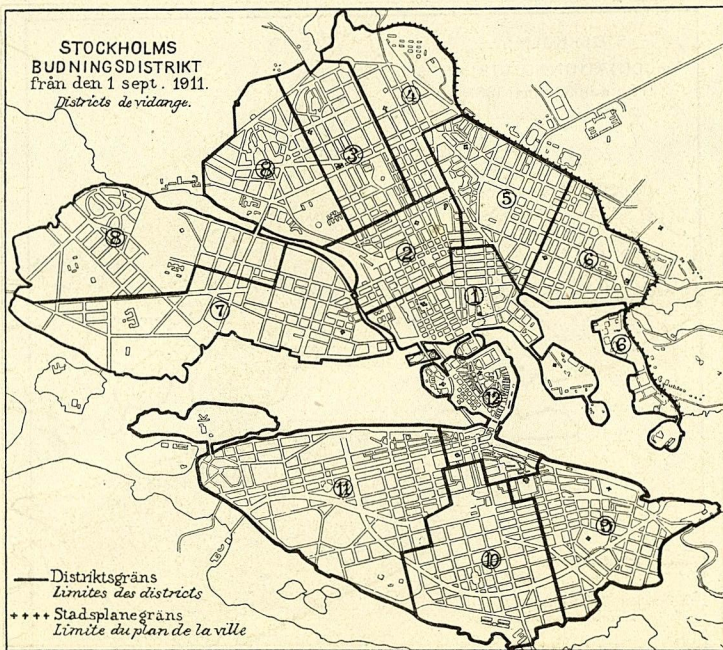 STOCKHOLMS
BUDNINGSDISTRIKT
från den 1 sept. 1911.
Districts de vidange.
4
3
8
5
8
2
6
1
7
6
12
11
9
10
Distriktsgräns
Limites des districts
++++ Stadsplanegräns
Limite du plan de la ville